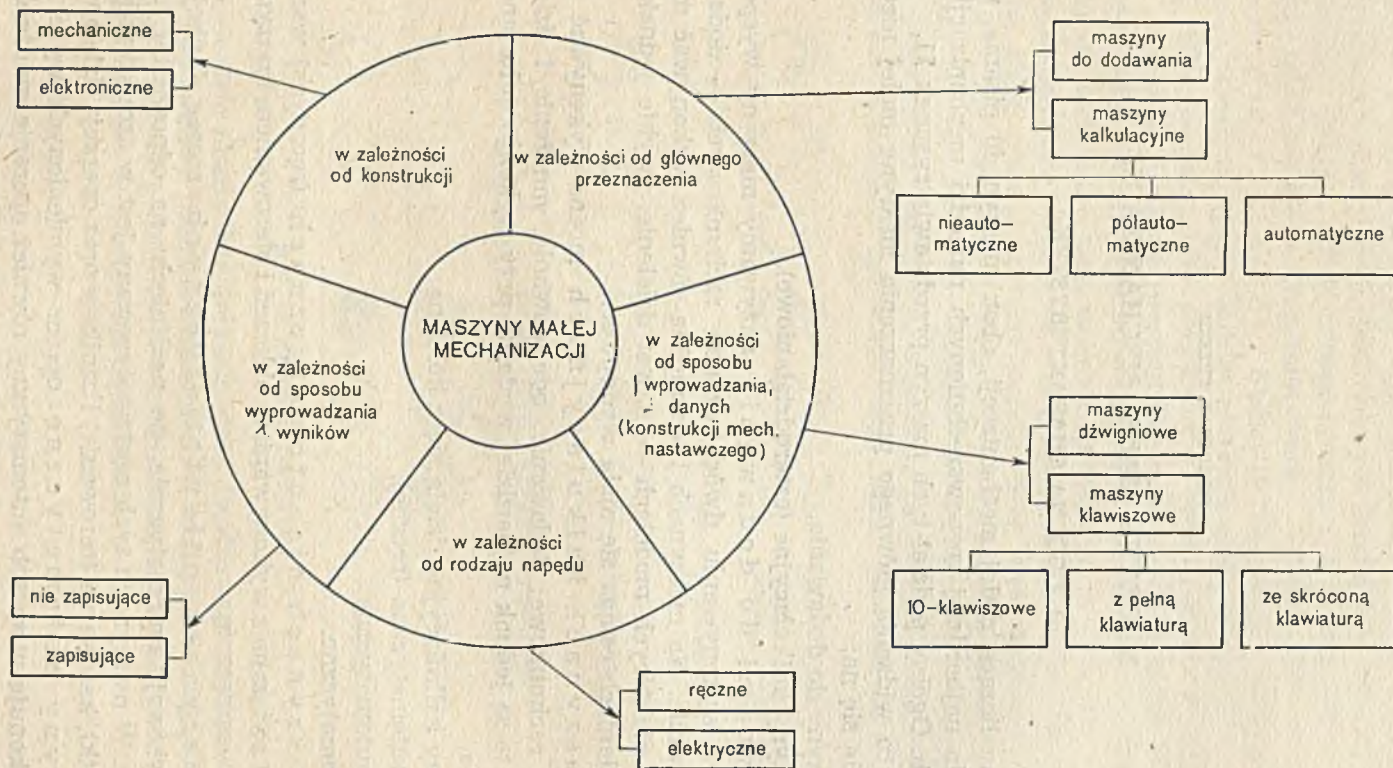 mechaniczne
elektroniczne
w zależności
od konstrukcji
w zależności od głównego
przeznaczenia
maszyny
do dodawania
maszyny
kalkulacyjne
nieauto-
matyczne
półauto-
matyczne
automatyczne
MASZYNY MAŁEJ
MECHANIZACJI
w zależności
od sposobu
wyprowadzania
wyników
w zależności
od sposobu
wprowadzania,
danych
(konstrukcji mech.
nastawczego)
maszyny
dźwigniowe
maszyny
klawiszowe
10-klawiszowe
z pełną
klawiaturą
ze skróconą
klawiaturą
w zależności
od rodzaju napędu
nie zapisujące
zapisujące
ręczne
elektryczne